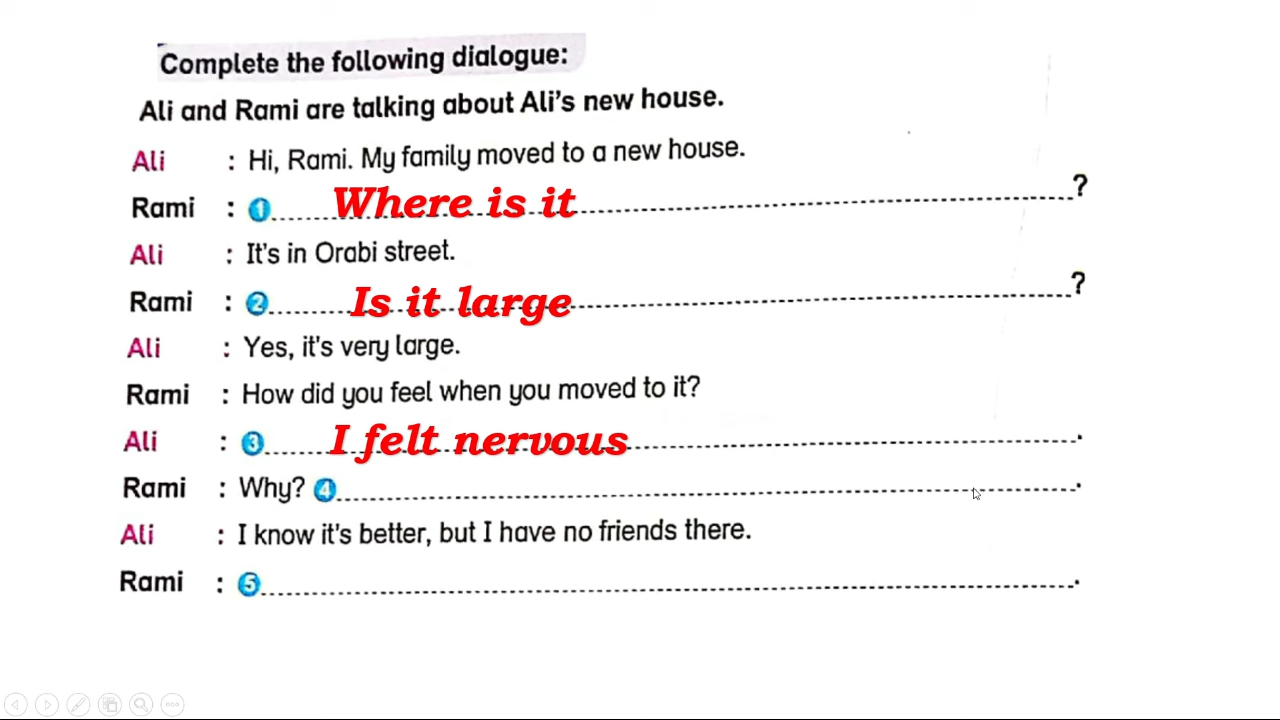 Complete the following dialogue:
Ali and Rami are talking about Ali's new house.
Ali : Hi, Rami. My family moved to a new house.
Rami : 1 Where is it ?
Ali : It's in Orabi street.
Rami : 2 Is it large ?
Ali : Yes, it's very large.
Rami : How did you feel when you moved to it?
Ali : 3 I felt nervous .
Rami : Why? 4 .
Ali : I know it's better, but I have no friends there.
Rami : 5 .